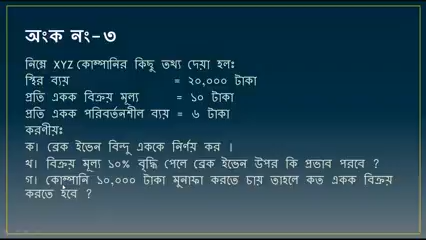 অংক নং-৩
নিম্নে XYZ কোম্পানির কিছু তথ্য দেয়া হলঃ
স্থির ব্যয় = ২০,০০০ টাকা
প্রতি একক বিক্রয় মূল্য = ১০ টাকা
প্রতি একক পরিবর্তনশীল ব্যয় = ৬ টাকা
করণীয়ঃ
ক। ব্রেক ইভেন বিন্দু এককে নির্ণয় কর ।
খ। বিক্রয় মূল্য ১০% বৃদ্ধি পেলে ব্রেক ইভেন উপর কি প্রভাব পরবে ?
গ। কোম্পানি ১০,০০০ টাকা মুনাফা করতে চায় তাহলে কত একক বিক্রয়
করতে হবে ?